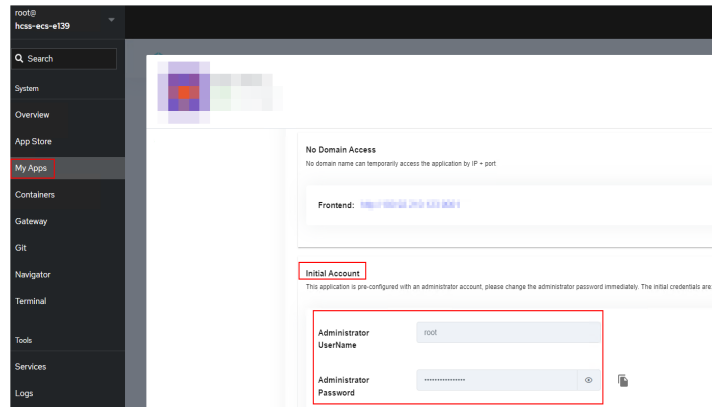 root@
hcss-ecs-e139
Search
System
Overview
App Store
My Apps
Containers
Gateway
Git
Navigator
Terminal
Tools
Services
Logs
No Domain Access
No domain name can temporarily access the application by IP + port
Frontend:
Initial Account
This application is pre-configured with an administrator account, please change the administrator password immediately. The initial credentials are:
Administrator
UserName
root
Administrator
Password